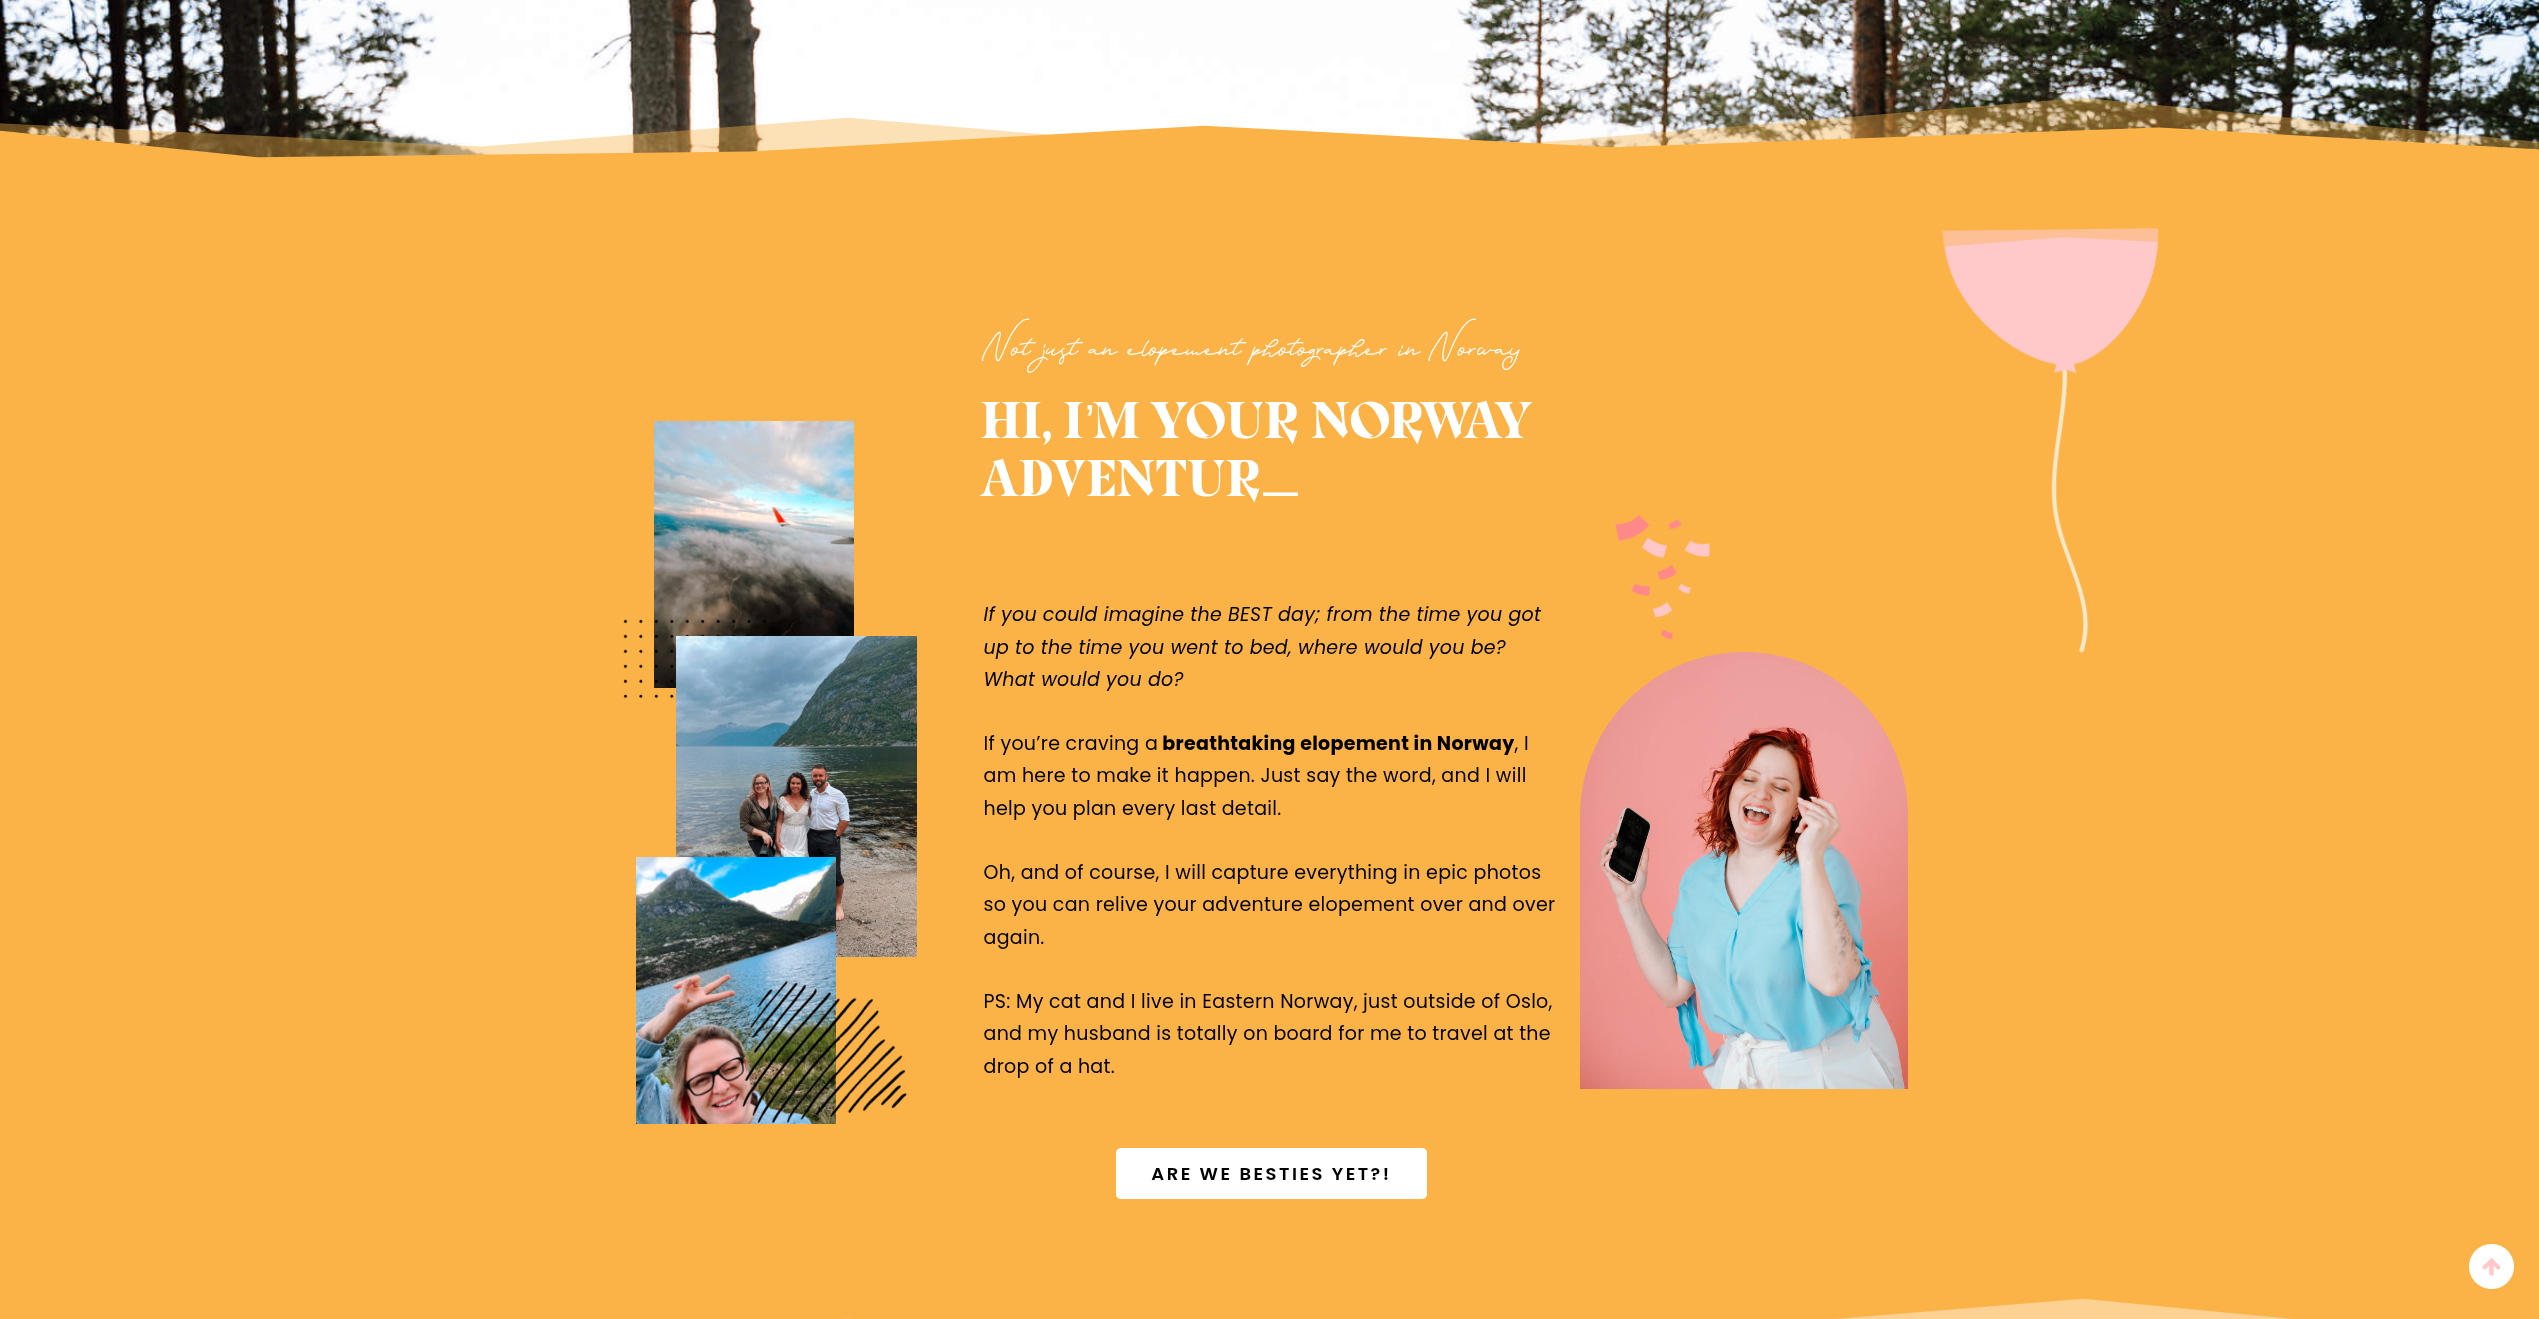 Not just an elopement photographer in Norway
HI, I'M YOUR NORWAY
ADVENTUR_
If you could imagine the BEST day; from the time you got
up to the time you went to bed, where would you be?
What would you do?
If you’re craving a breathtaking elopement in Norway, I
am here to make it happen. Just say the word, and I will
help you plan every last detail.
Oh, and of course, I will capture everything in epic photos
so you can relive your adventure elopement over and over
again.
PS: My cat and I live in Eastern Norway, just outside of Oslo,
and my husband is totally on board for me to travel at the
drop of a hat.
ARE WE BESTIES YET?!